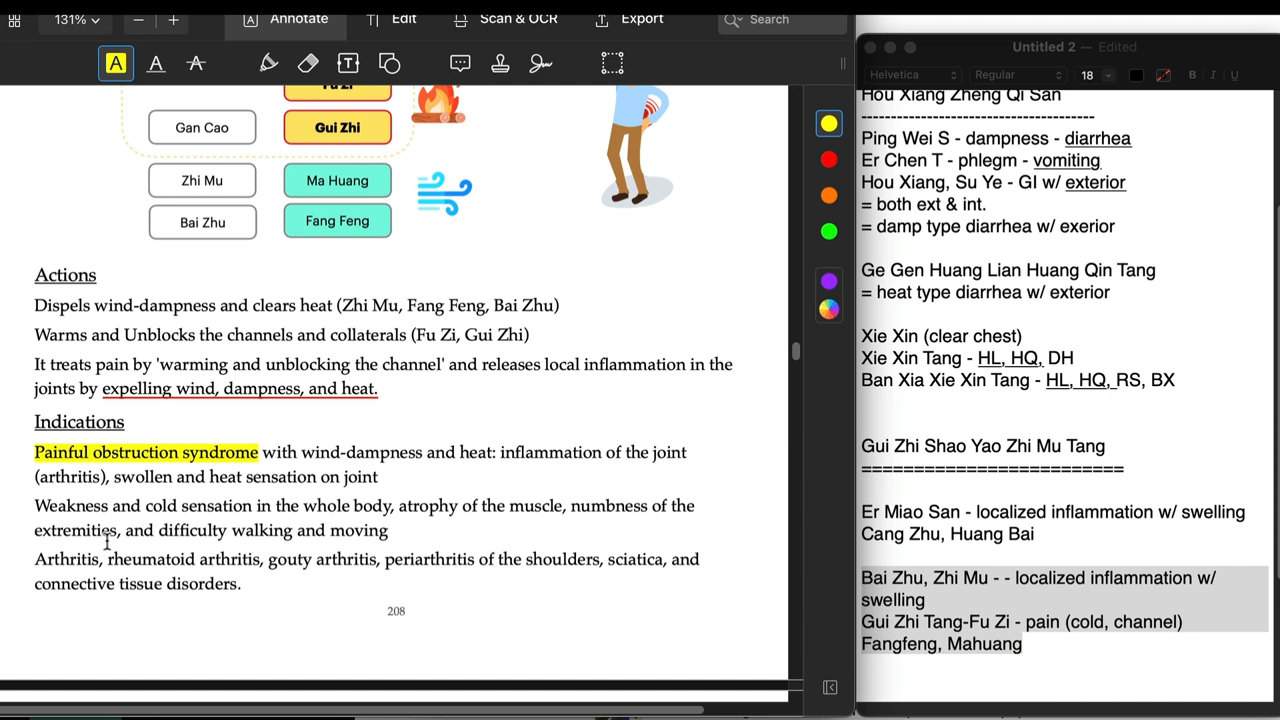 131%
Annotate
Edit
Scan & OCR
Export
Search
Fu Zi
Gan Cao
Gui Zhi
Zhi Mu
Ma Huang
Bai Zhu
Fang Feng
Actions
Dispels wind-dampness and clears heat (Zhi Mu, Fang Feng, Bai Zhu)
Warms and Unblocks the channels and collaterals (Fu Zi, Gui Zhi)
It treats pain by 'warming and unblocking the channel' and releases local inflammation in the
joints by expelling wind, dampness, and heat.
Indications
Painful obstruction syndrome with wind-dampness and heat: inflammation of the joint
(arthritis), swollen and heat sensation on joint
Weakness and cold sensation in the whole body, atrophy of the muscle, numbness of the
extremities, and difficulty walking and moving
Arthritis, rheumatoid arthritis, gouty arthritis, periarthritis of the shoulders, sciatica, and
connective tissue disorders.
208
Untitled 2 — Edited
Helvetica
Regular
18
B I U
Hou Xiang Zheng Qi San
------------------------------------
Ping Wei S - dampness - diarrhea
Er Chen T - phlegm - vomiting
Hou Xiang, Su Ye - GI w/ exterior
= both ext & int.
= damp type diarrhea w/ exerior
Ge Gen Huang Lian Huang Qin Tang
= heat type diarrhea w/ exterior
Xie Xin (clear chest)
Xie Xin Tang - HL, HQ, DH
Ban Xia Xie Xin Tang - HL, HQ, RS, BX
Gui Zhi Shao Yao Zhi Mu Tang
=========================
Er Miao San - localized inflammation w/ swelling
Cang Zhu, Huang Bai
Bai Zhu, Zhi Mu - - localized inflammation w/
swelling
Gui Zhi Tang-Fu Zi - pain (cold, channel)
Fangfeng, Mahuang